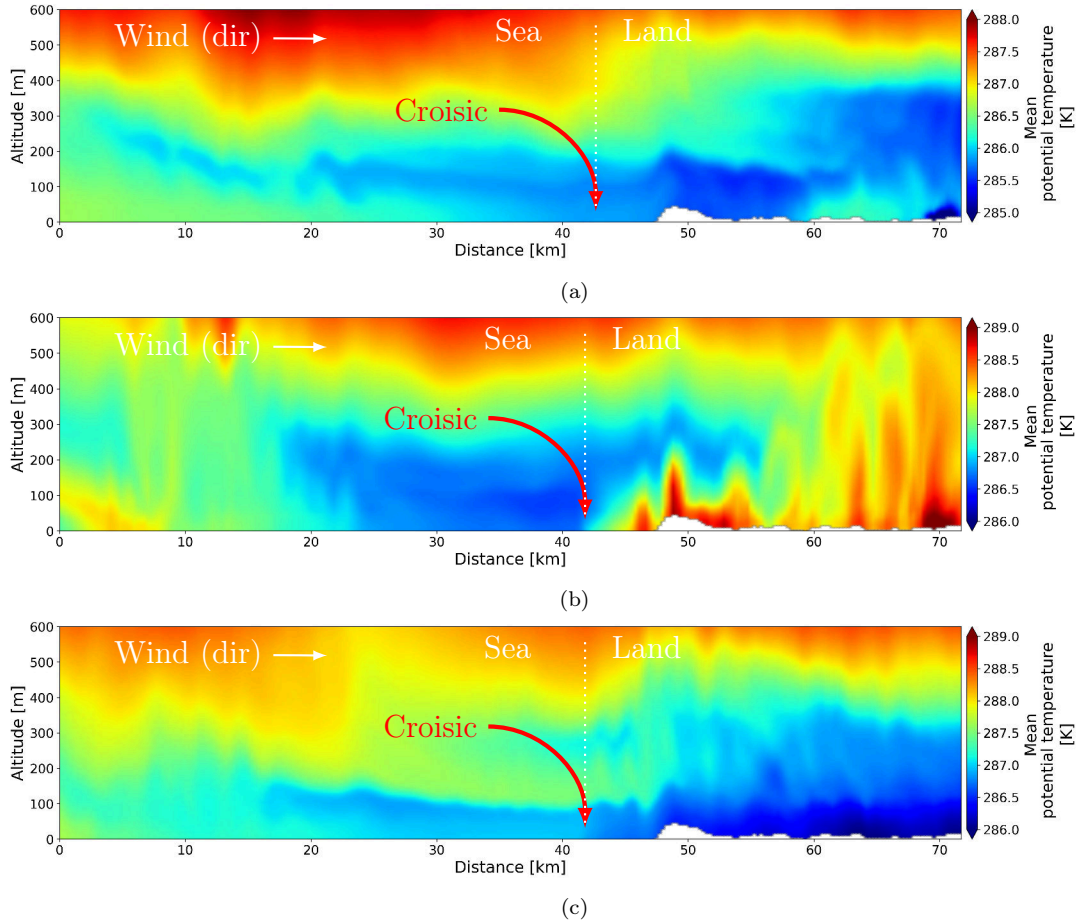 600
500
400
300
200
100
0
Altitude [m]
Wind (dir)
Sea
Land
Croisic
0 10 20 30 40 50 60 70
Distance [km]
288.0
287.5
287.0
286.5
286.0
285.5
285.0
Mean
potential temperature
[K]
(a)
600
500
400
300
200
100
0
Altitude [m]
Wind (dir)
Sea
Land
Croisic
0 10 20 30 40 50 60 70
Distance [km]
289.0
288.5
288.0
287.5
287.0
286.5
286.0
Mean
potential temperature
[K]
(b)
600
500
400
300
200
100
0
Altitude [m]
Wind (dir)
Sea
Land
Croisic
0 10 20 30 40 50 60 70
Distance [km]
289.0
288.5
288.0
287.5
287.0
286.5
286.0
Mean
potential temperature
[K]
(c)